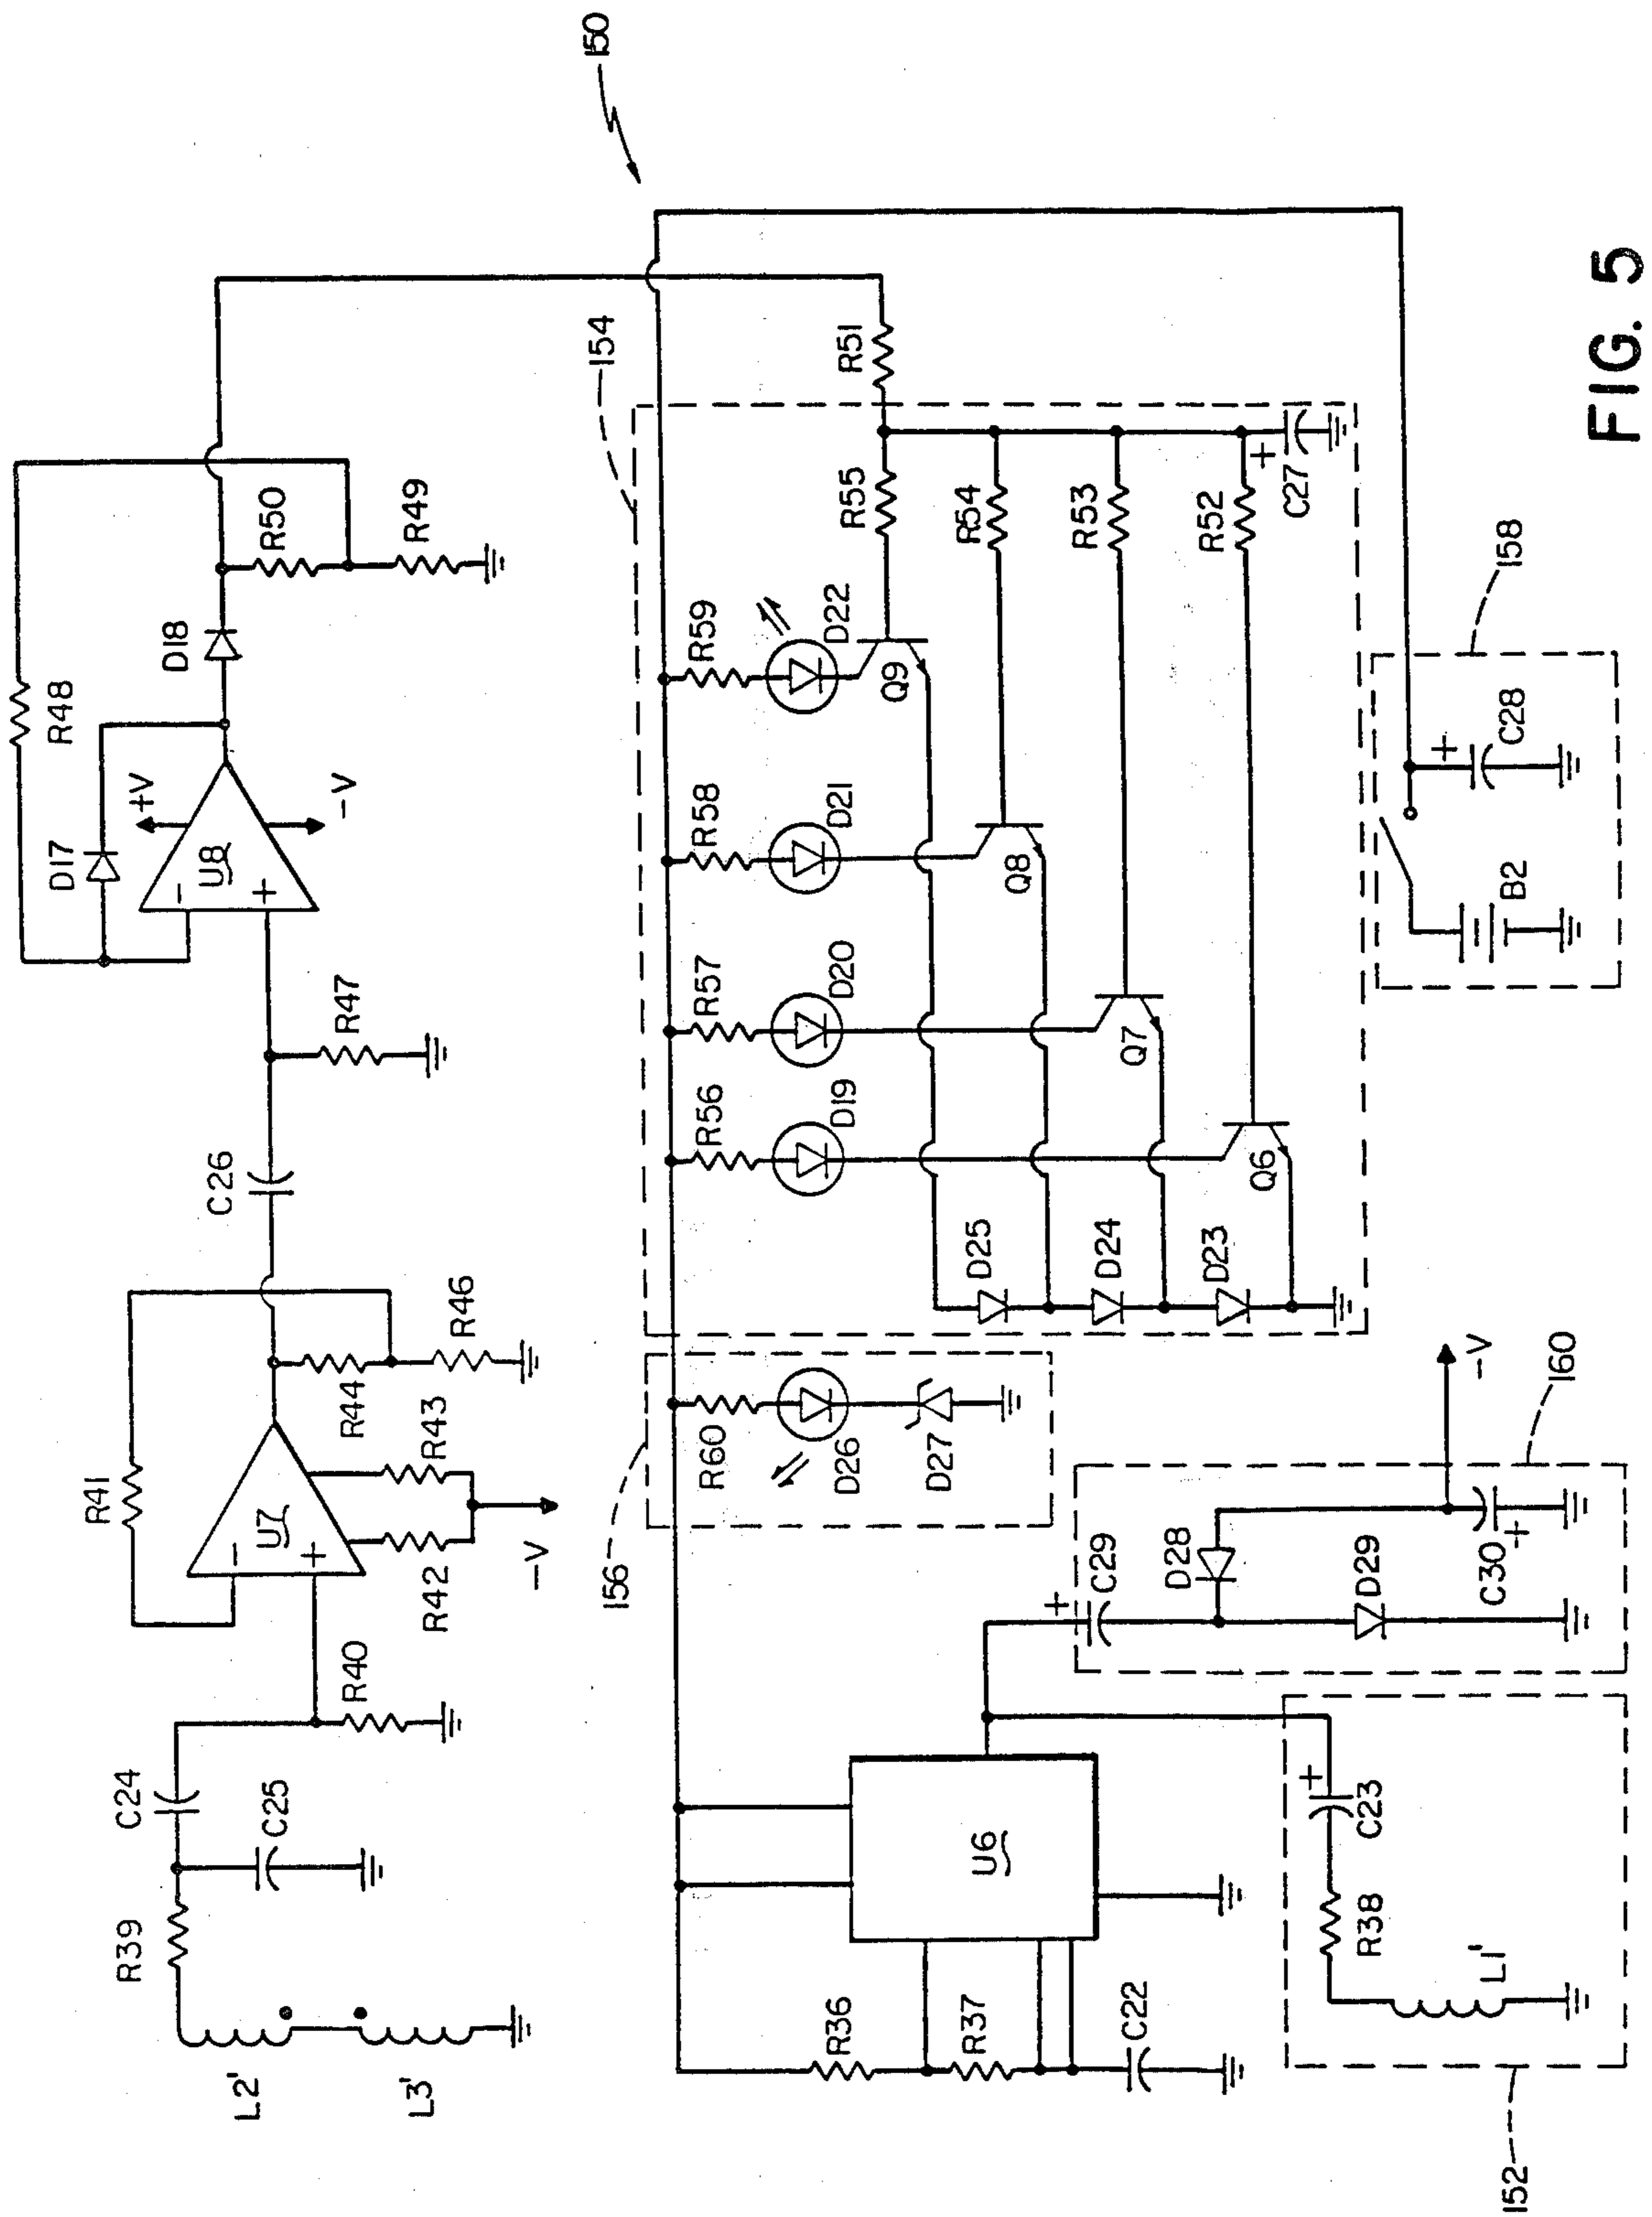 150
R48
D17
+V
U8
−
+
−V
D18
R50
R49
R47
C26
R41
U7
−
+
R44
R46
R43
R42
−V
C24
C25
R39
R40
L2'
L3'
154
R51
R59
R55
D22
Q9
R58
D21
R54
Q8
R57
D20
R53
Q7
R56
D19
R52
Q6
+
C27
D25
D24
D23
156
R60
D26
D27
158
+
C28
B2
160
−V
+
C29
D28
D29
C30
+
U6
R36
R37
C22
+
C23
R38
L1'
152
FIG. 5